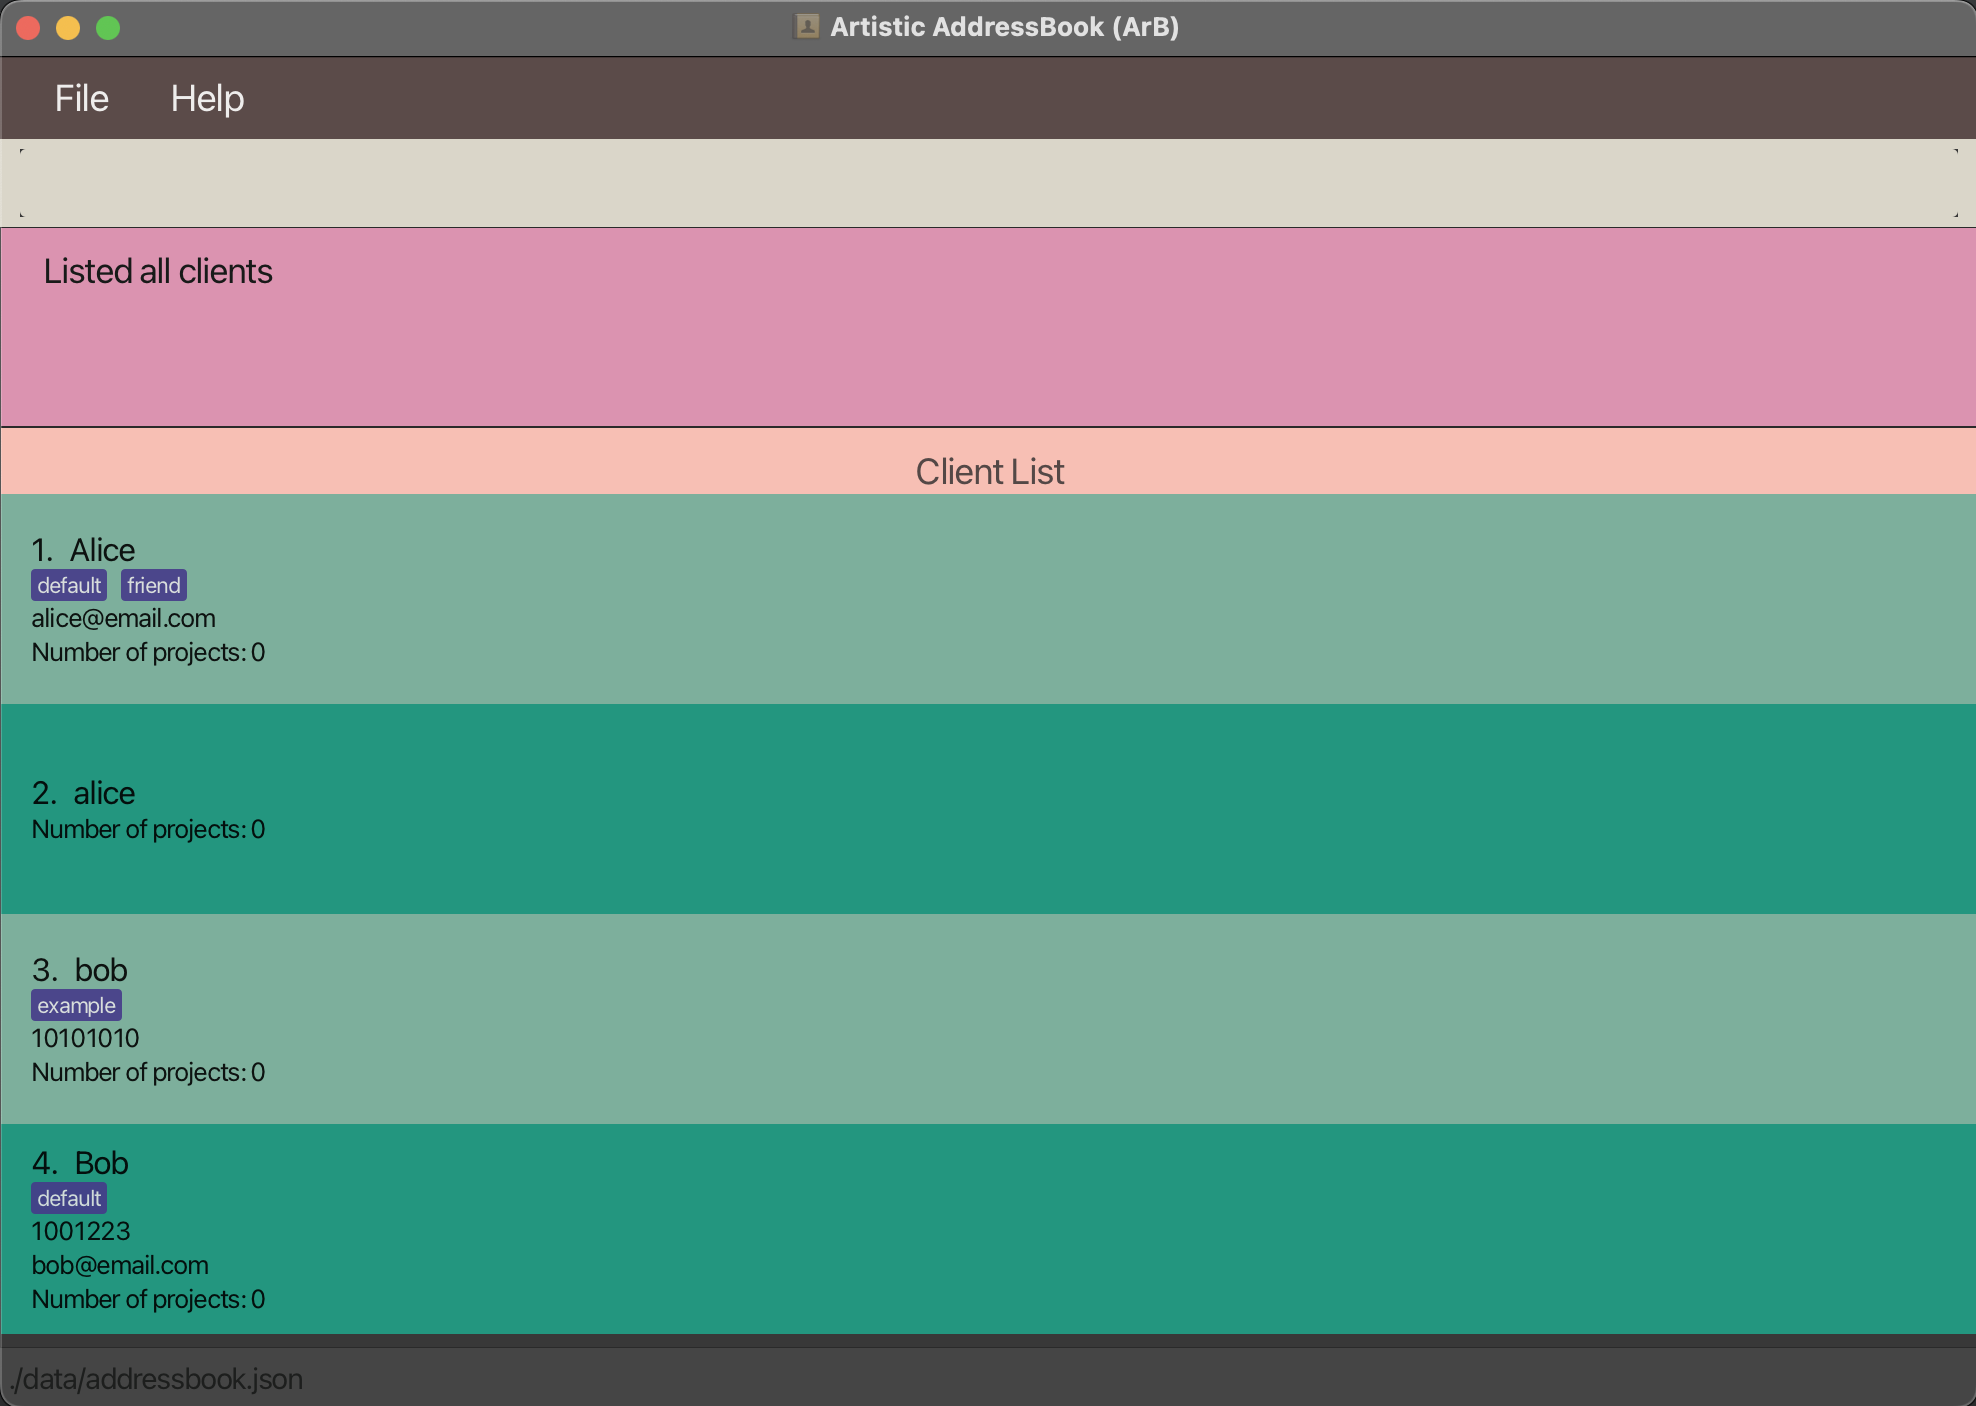 Artistic AddressBook (ArB)
File Help
Listed all clients
Client List
1. Alice
default friend
alice@email.com
Number of projects: 0
2. alice
Number of projects: 0
3. bob
example
10101010
Number of projects: 0
4. Bob
default
1001223
bob@email.com
Number of projects: 0
./data/addressbook.json